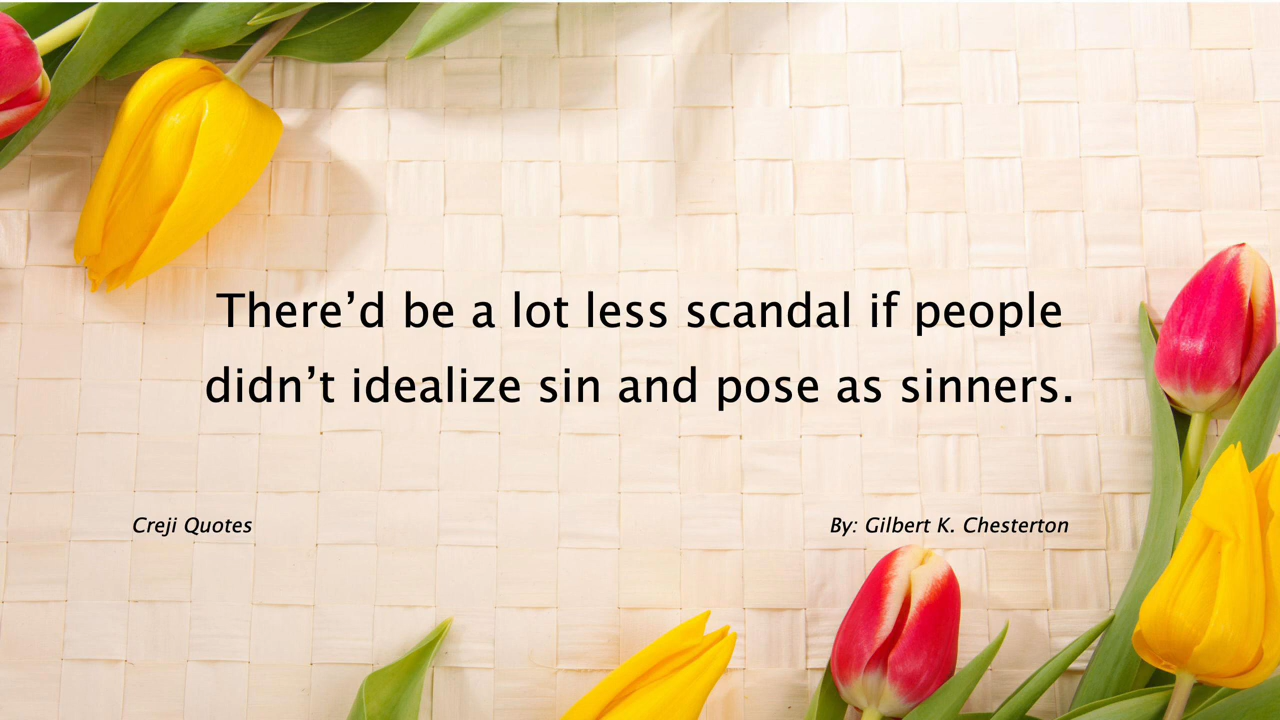 There’d be a lot less scandal if people
didn’t idealize sin and pose as sinners.
Creji Quotes
By: Gilbert K. Chesterton